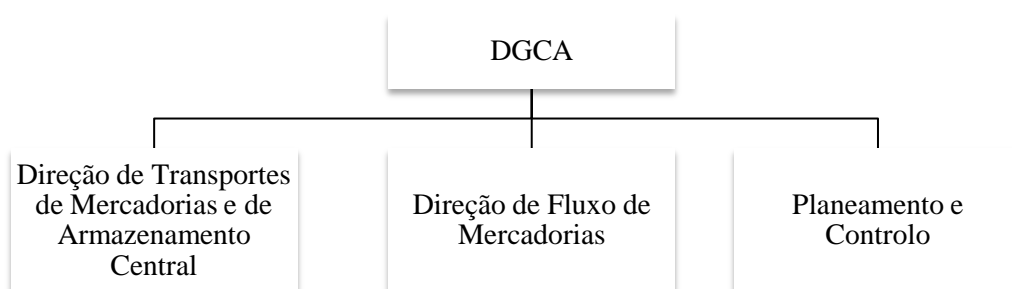 DGCA
Direção de Transportes
de Mercadorias e de
Armazenamento
Central
Direção de Fluxo de
Mercadorias
Planeamento e
Controlo